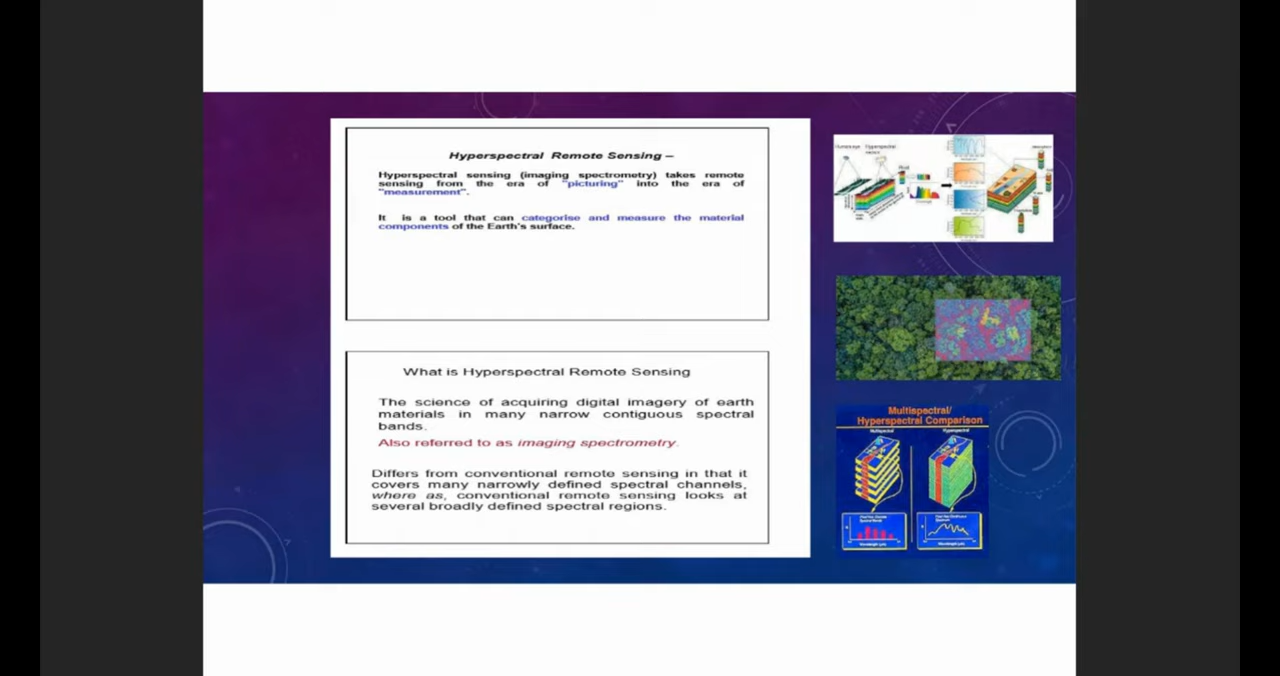 Hyperspectral Remote Sensing –
Hyperspectral sensing (imaging spectrometry) takes remote
sensing from the era of "picturing" into the era of
"measurement".
It is a tool that can categorise and measure the material
components of the Earth's surface.
What is Hyperspectral Remote Sensing
The science of acquiring digital imagery of earth
materials in many narrow contiguous spectral
bands.
Also referred to as imaging spectrometry.
Differs from conventional remote sensing in that it
covers many narrowly defined spectral channels,
where as, conventional remote sensing looks at
several broadly defined spectral regions.
Multispectral/
Hyperspectral Comparison
Multispectral
Hyperspectral